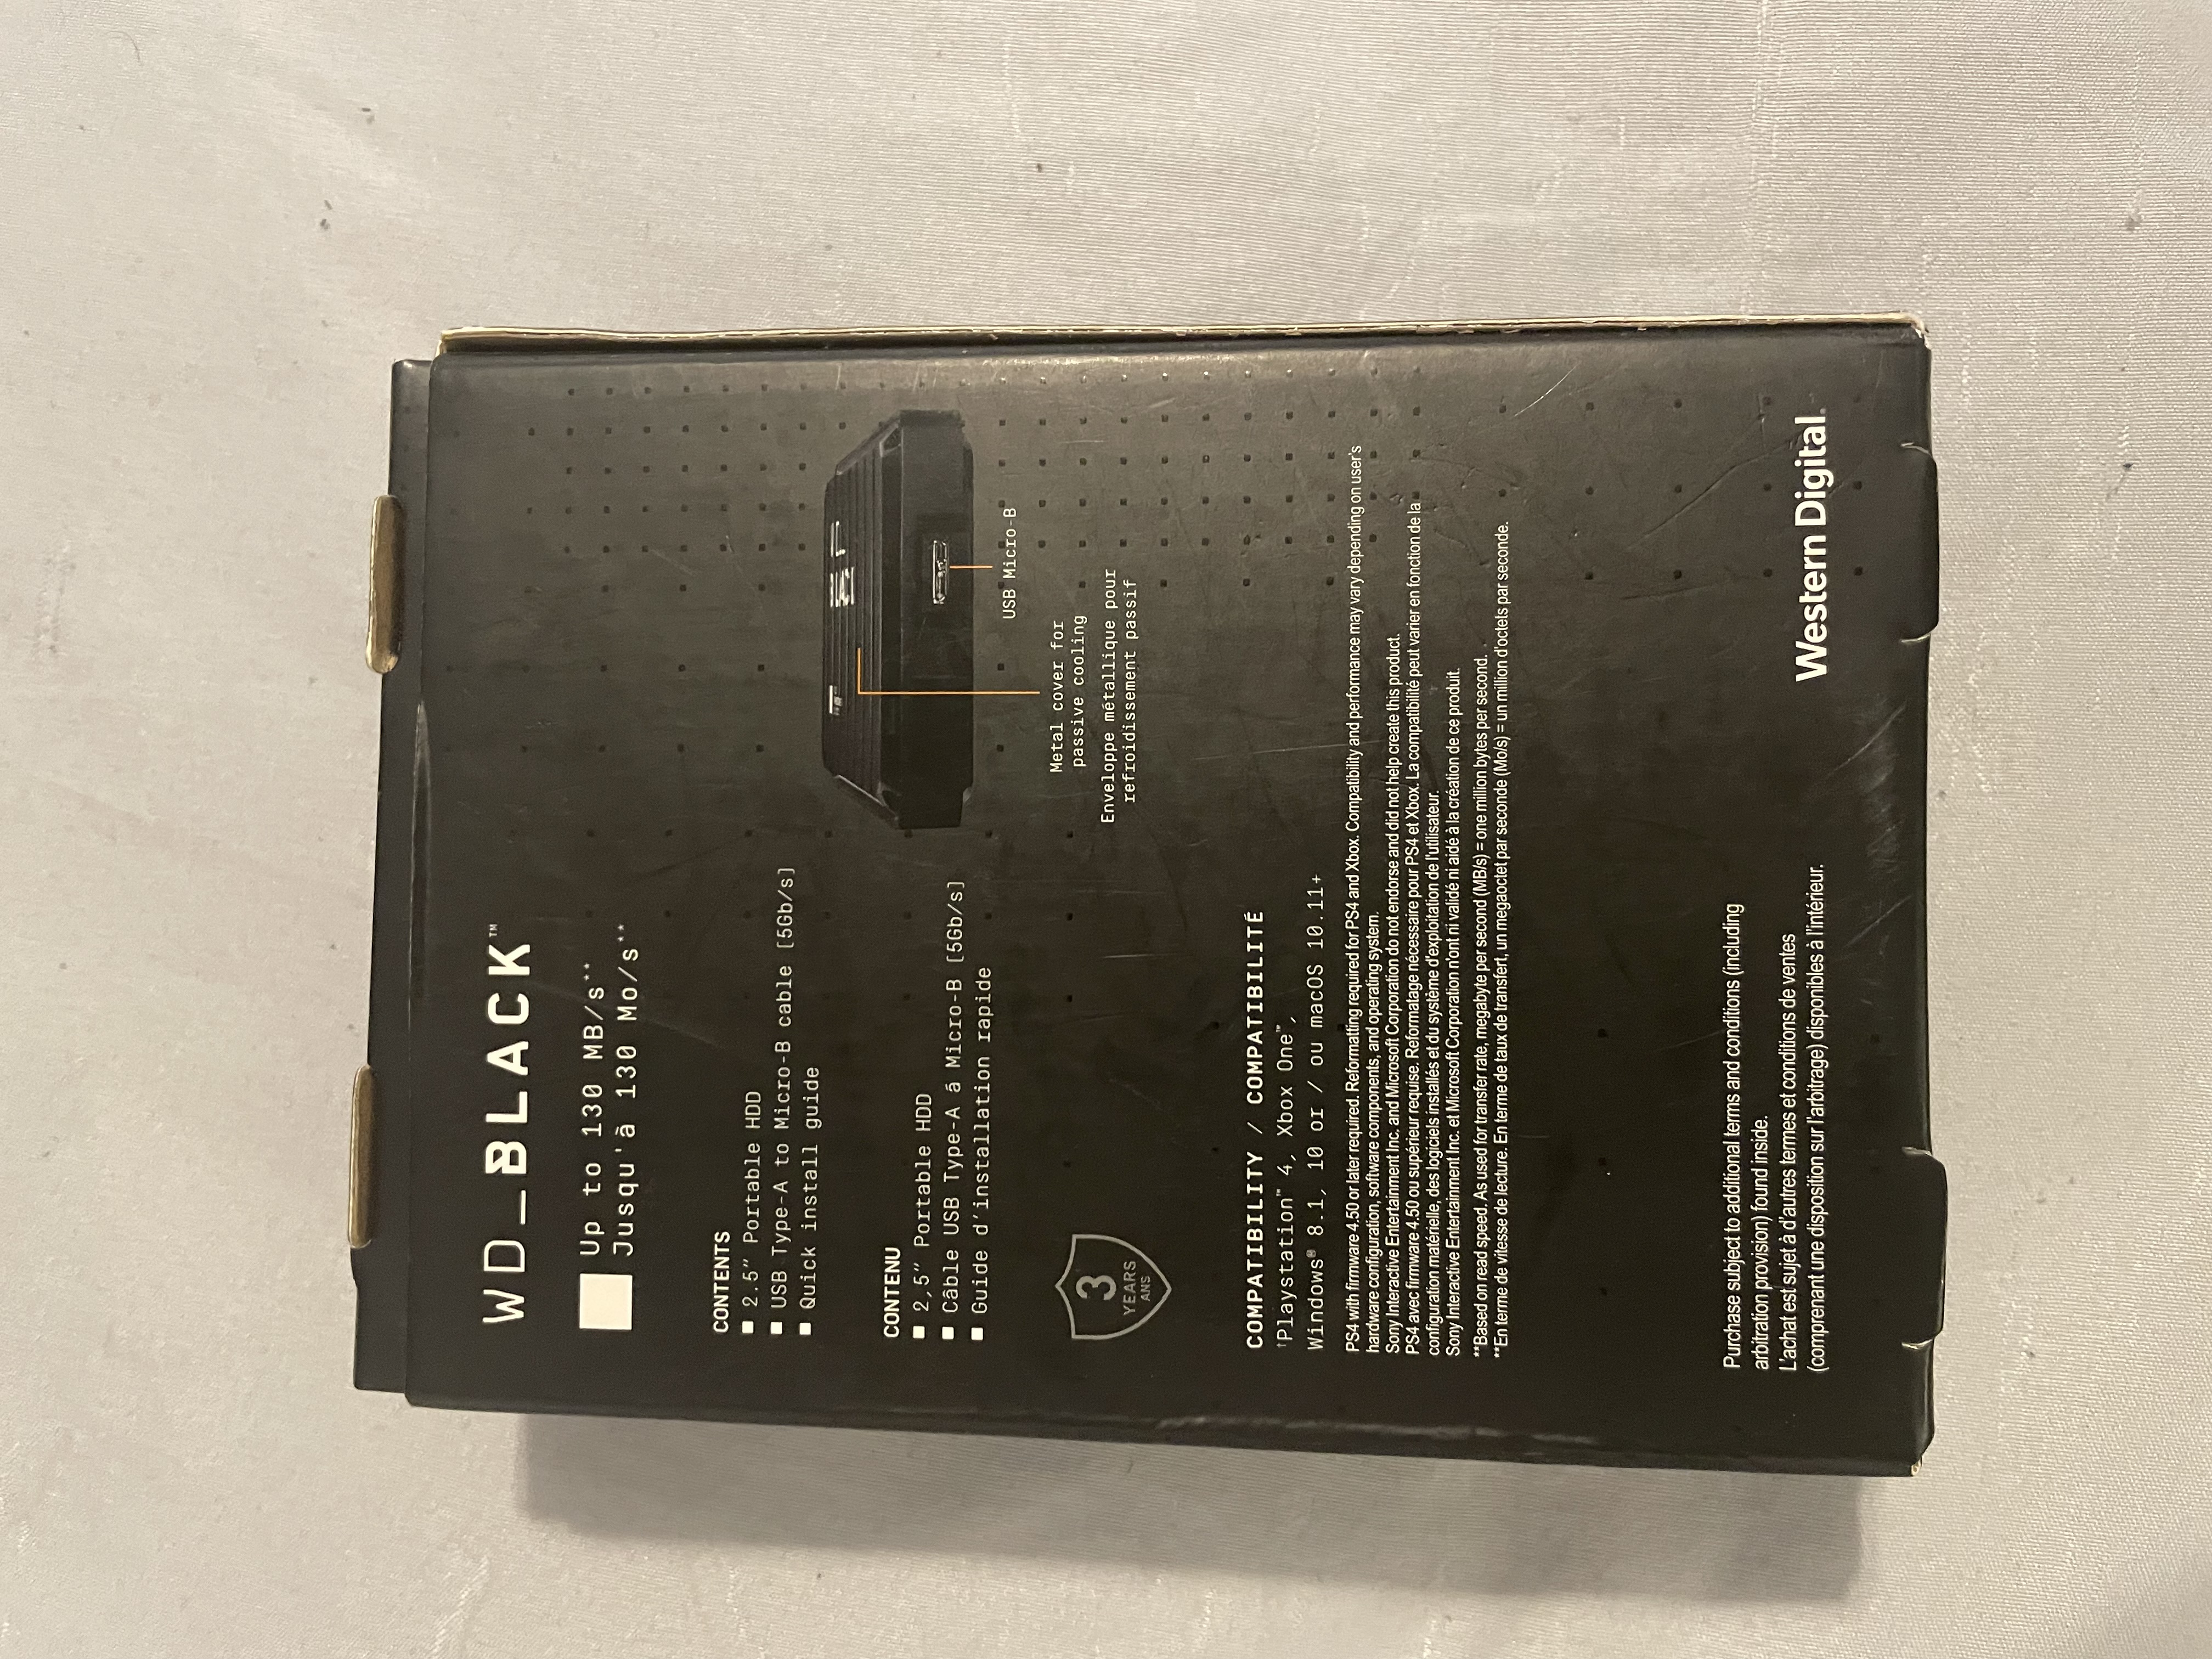 WD_BLACK™
Up to 130 MB/s**
Jusqu'à 130 Mo/s**
CONTENTS
■ 2.5” Portable HDD
■ USB Type-A to Micro-B cable [5Gb/s]
■ Quick install guide
CONTENU
■ 2,5” Portable HDD
■ Câble USB Type-A á Micro-B [5Gb/s]
■ Guide d’installation rapide
USB Micro-B
Metal cover for
passive cooling
Enveloppe métallique pour
refroidissement passif
3
YEARS
ANS
COMPATIBILITY / COMPATIBILITÉ
†Playstation™ 4, Xbox One™,
Windows® 8.1, 10 or / ou macOS 10.11+
PS4 with firmware 4.50 or later required. Reformatting required for PS4 and Xbox. Compatibility and performance may vary depending on user's
hardware configuration, software components, and operating system.
Sony Interactive Entertainment Inc. and Microsoft Corporation do not endorse and did not help create this product.
PS4 avec firmware 4.50 ou supérieur requise. Reformatage nécessaire pour PS4 et Xbox. La compatibilité peut varier en fonction de la
configuration matérielle, des logiciels installés et du système d'exploitation de l'utilisateur.
Sony Interactive Entertainment Inc. et Microsoft Corporation n'ont ni validé ni aidé à la création de ce produit.
**Based on read speed. As used for transfer rate, megabyte per second (MB/s) = one million bytes per second.
**En terme de vitesse de lecture. En terme de taux de transfert, un megaoctet par seconde (Mo/s) = un million d'octets par seconde.
Purchase subject to additional terms and conditions (including
arbitration provision) found inside.
L'achat est sujet à d'autres termes et conditions de ventes
(comprenant une disposition sur l'arbitrage) disponibles à l'intérieur.
Western Digital®